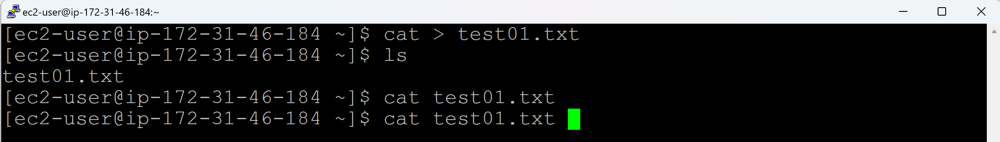 ec2-user@ip-172-31-46-184:~
[ec2-user@ip-172-31-46-184 ~]$ cat > test01.txt
[ec2-user@ip-172-31-46-184 ~]$ ls
test01.txt
[ec2-user@ip-172-31-46-184 ~]$ cat test01.txt
[ec2-user@ip-172-31-46-184 ~]$ cat test01.txt